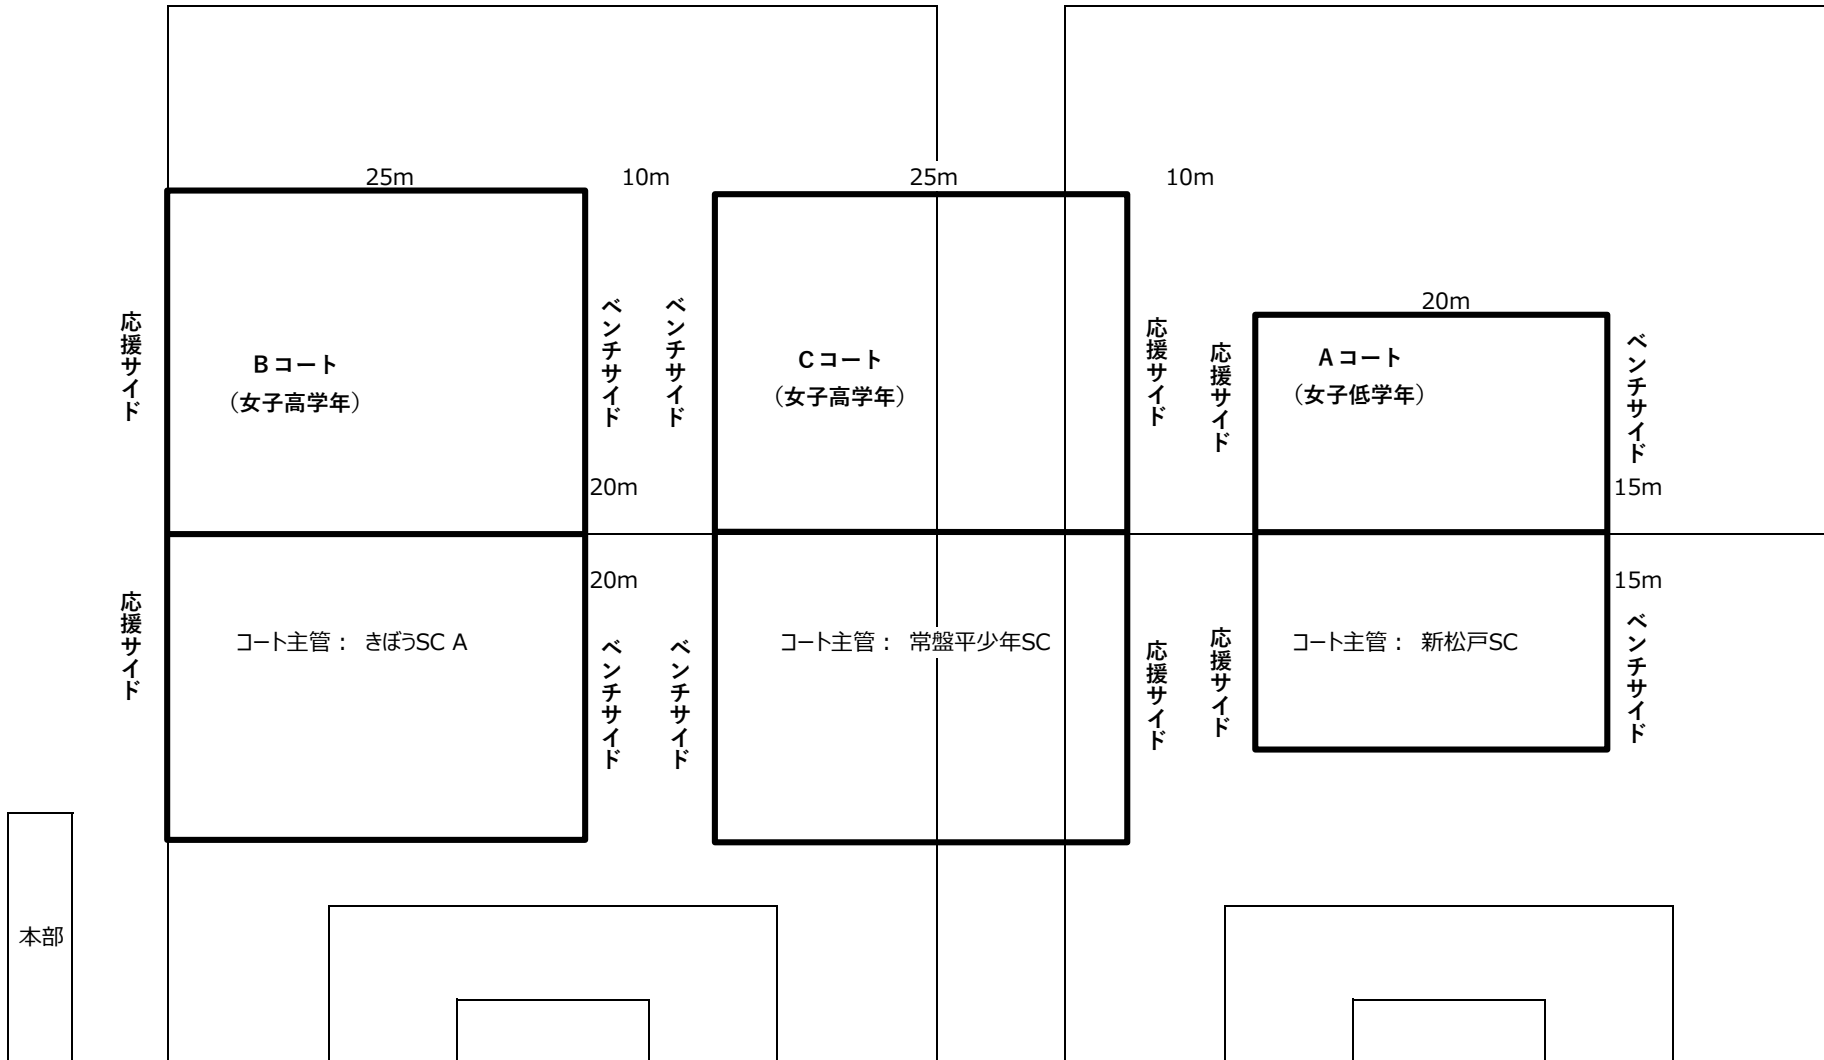 25m
10m
25m
10m
20m
応援サイド
Bコート
（女子高学年）
ベンチサイド
ベンチサイド
Cコート
（女子高学年）
応援サイド
応援サイド
Aコート
（女子低学年）
ベンチサイド
20m
15m
20m
15m
応援サイド
コート主管： きぼうSC A
ベンチサイド
ベンチサイド
コート主管： 常盤平少年SC
応援サイド
応援サイド
コート主管： 新松戸SC
ベンチサイド
本部